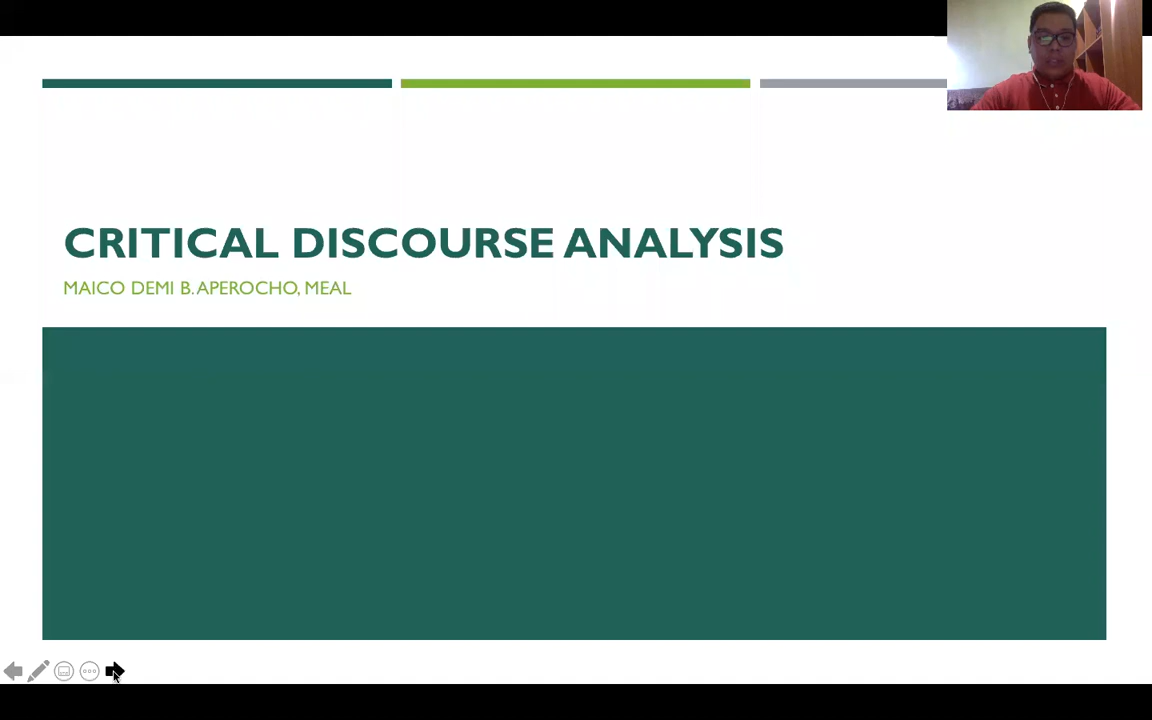 CRITICAL DISCOURSE ANALYSIS
MAICO DEMI B. APEROCHO, MEAL